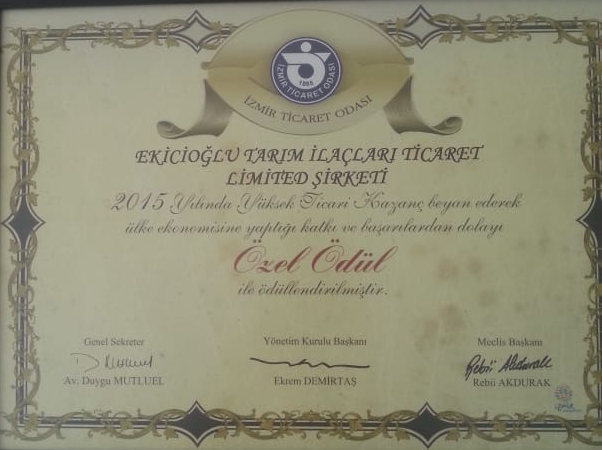 İZMİR TİCARET ODASI
1885
İZMİR TİCARET ODASI
EKİCİOĞLU TARIM İLAÇLARI TİCARET
LİMİTED ŞİRKETİ
2015 Yılında Yüksek Ticari Kazanç beyan ederek
ülke ekonomisine yaptığı katkı ve başarılardan dolayı
Özel Ödül
ile ödüllendirilmiştir.
Genel Sekreter Yönetim Kurulu Başkanı Meclis Başkanı
Av. Duygu MUTLUEL Ekrem DEMİRTAŞ Rebii AKDURAK